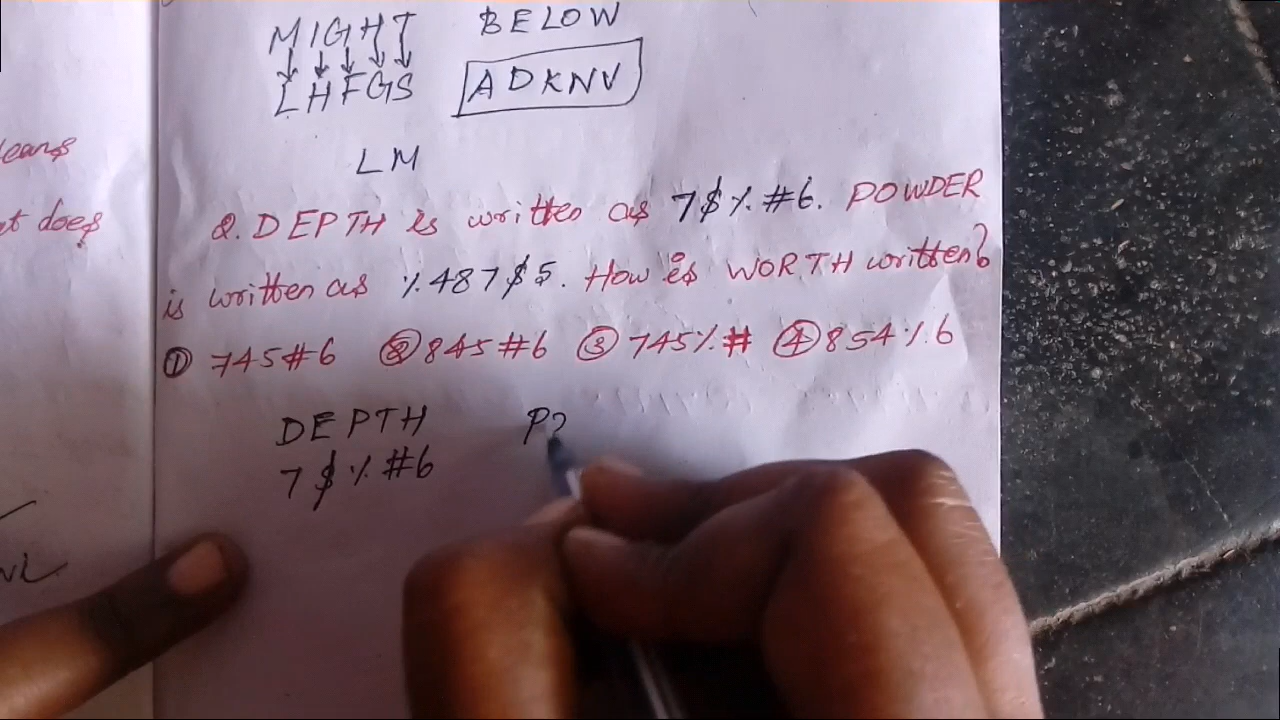 MIGHT BELOW
LHFGS ADKNV
LM
Q. DEPTH is written as 7$%#6. POWDER
is written as %487$5. How is WORTH written?
① 745#6 ② 845#6 ③ 745%# ④ 854%6
DEPTH P
7$%#6
does